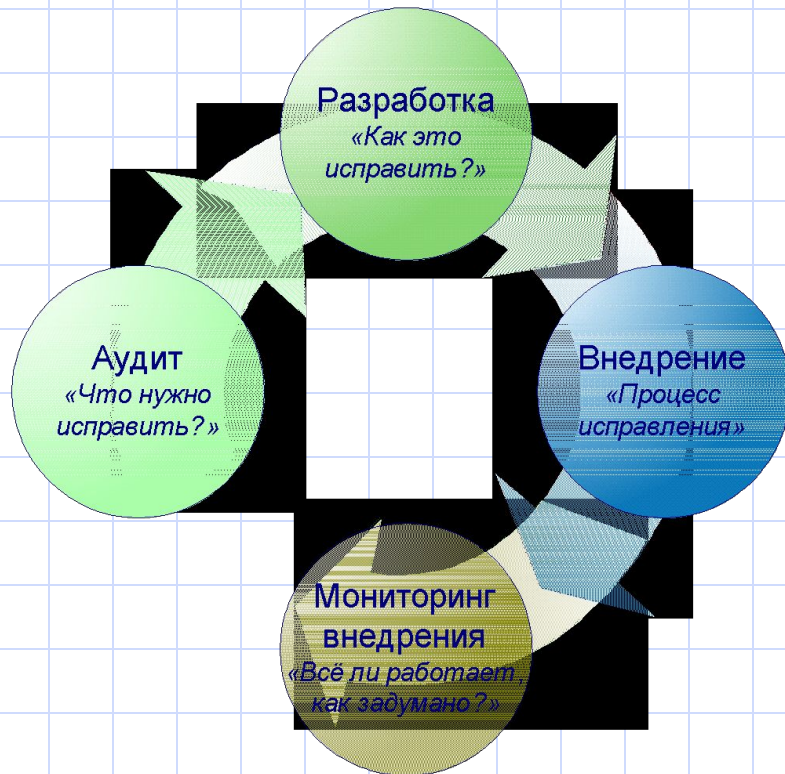 Разработка
«Как это
исправить?»
Аудит
«Что нужно
исправить?»
Внедрение
«Процесс
исправления»
Мониторинг
внедрения
«Всё ли работает,
как задумано?»